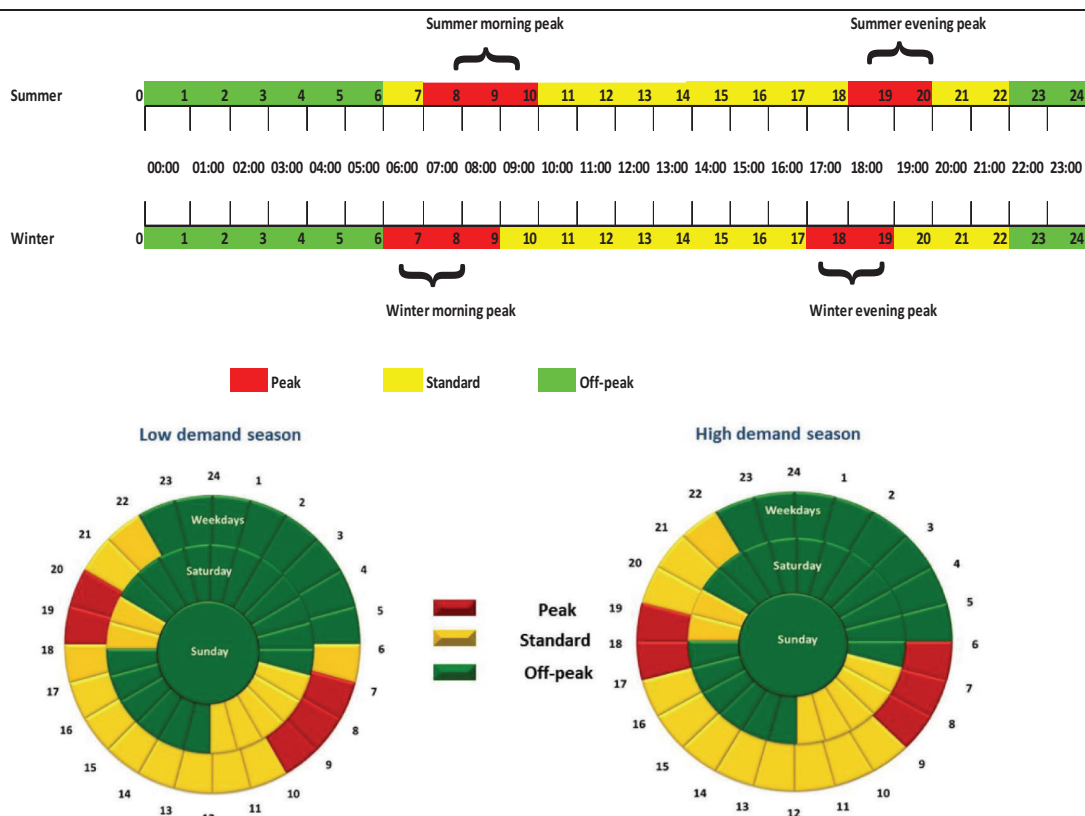 Summer morning peak Summer evening peak
Summer 0 1 2 3 4 5 6 7 8 9 10 11 12 13 14 15 16 17 18 19 20 21 22 23 24
00:00 01:00 02:00 03:00 04:00 05:00 06:00 07:00 08:00 09:00 10:00 11:00 12:00 13:00 14:00 15:00 16:00 17:00 18:00 19:00 20:00 21:00 22:00 23:00
Winter 0 1 2 3 4 5 6 7 8 9 10 11 12 13 14 15 16 17 18 19 20 21 22 23 24
Winter morning peak Winter evening peak
Peak Standard Off-peak
Low demand season
24
23 1
22 2
21 3
20 4
19 5
18 6
17 7
16 8
15 9
14 10
13 11
Weekdays
Saturday
Sunday
Peak
Standard
Off-peak
High demand season
24
23 1
22 2
21 3
20 4
19 5
18 6
17 7
16 8
15 9
14 10
13 11
12
Weekdays
Saturday
Sunday